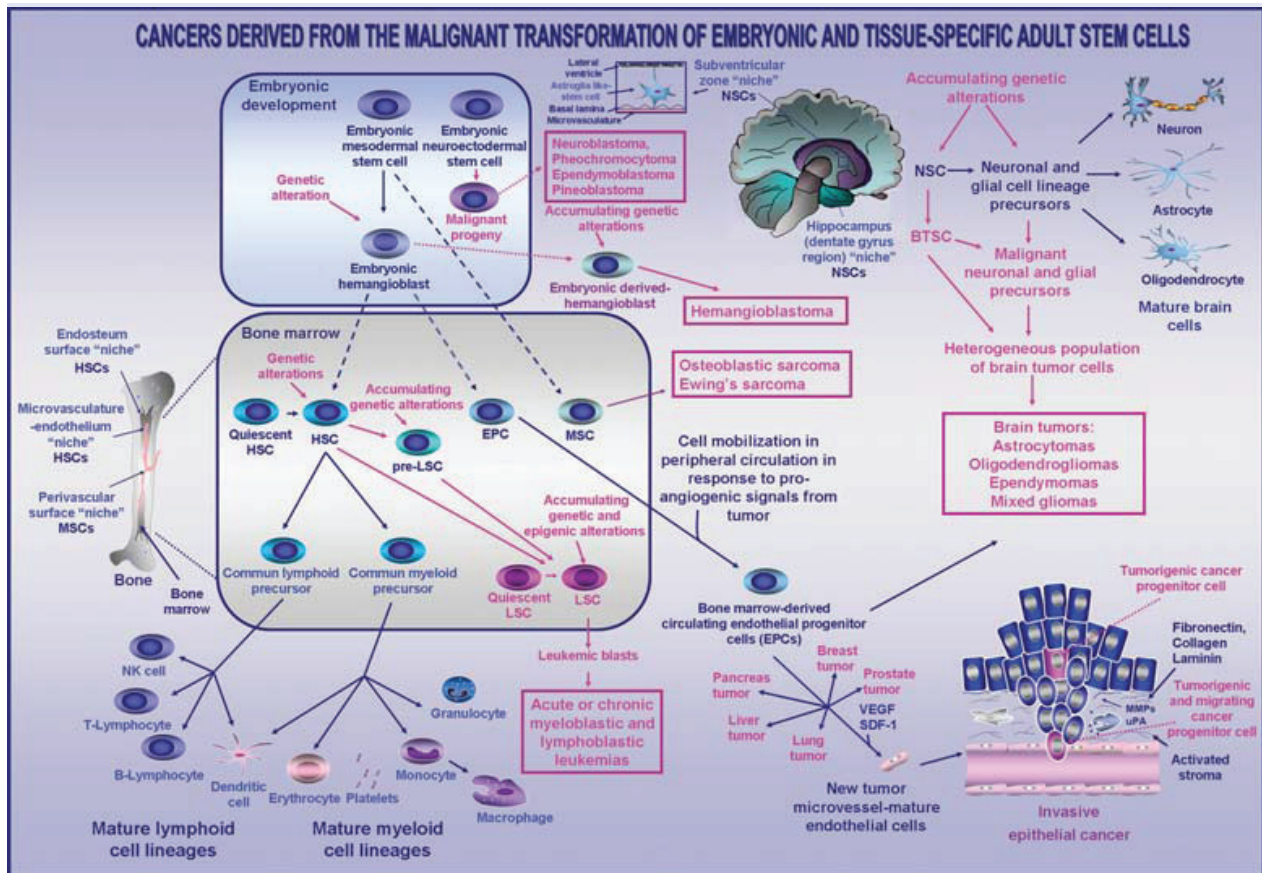 CANCERS DERIVED FROM THE MALIGNANT TRANSFORMATION OF EMBRYONIC AND TISSUE-SPECIFIC ADULT STEM CELLS
Embryonic
development
Embryonic
mesodermal
stem cell
Embryonic
neuroectodermal
stem cell
Genetic
alteration
Malignant
progeny
Embryonic
hemangioblast
Lateral
ventricle
Astroglia like-
stem cell
Basal lamina
Microvasculature
Subventricular
zone "niche"
NSCs
Neuroblastoma,
Pheochromocytoma
Ependymoblastoma
Pineoblastoma
Accumulating genetic
alterations
Embryonic derived-
hemangioblast
Hemangioblastoma
Hippocampus
(dentate gyrus
region) "niche"
NSCs
Accumulating genetic
alterations
NSC
Neuronal and
glial cell lineage
precursors
BTSC
Malignant
neuronal and glial
precursors
Neuron
Astrocyte
Oligodendrocyte
Mature brain
cells
Heterogeneous population
of brain tumor cells
Brain tumors:
Astrocytomas
Oligodendrogliomas
Ependymomas
Mixed gliomas
Endosteum
surface "niche"
HSCs
Microvasculature
-endothelium
"niche"
HSCs
Perivascular
surface "niche"
MSCs
Bone
Bone
marrow
Bone marrow
Genetic
alterations
Accumulating
genetic alterations
Quiescent
HSC
HSC
pre-LSC
EPC
MSC
Osteoblastic sarcoma
Ewing's sarcoma
Accumulating
genetic and
epigenic alterations
Commun lymphoid
precursor
Commun myeloid
precursor
Quiescent
LSC
LSC
Leukemic blasts
Acute or chronic
myeloblastic and
lymphoblastic
leukemias
NK cell
T-Lymphocyte
B-Lymphocyte
Dendritic
cell
Erythrocyte
Platelets
Granulocyte
Monocyte
Macrophage
Mature lymphoid
cell lineages
Mature myeloid
cell lineages
Cell mobilization in
peripheral circulation in
response to pro-
angiogenic signals from
tumor
Bone marrow-derived
circulating endothelial progenitor
cells (EPCs)
Breast
tumor
Pancreas
tumor
Prostate
tumor
Liver
tumor
Lung
tumor
VEGF
SDF-1
New tumor
microvessel-mature
endothelial cells
Tumorigenic cancer
progenitor cell
Fibronectin,
Collagen
Laminin
MMPs
uPA
Tumorigenic
and migrating
cancer
progenitor cell
Activated
stroma
Invasive
epithelial cancer